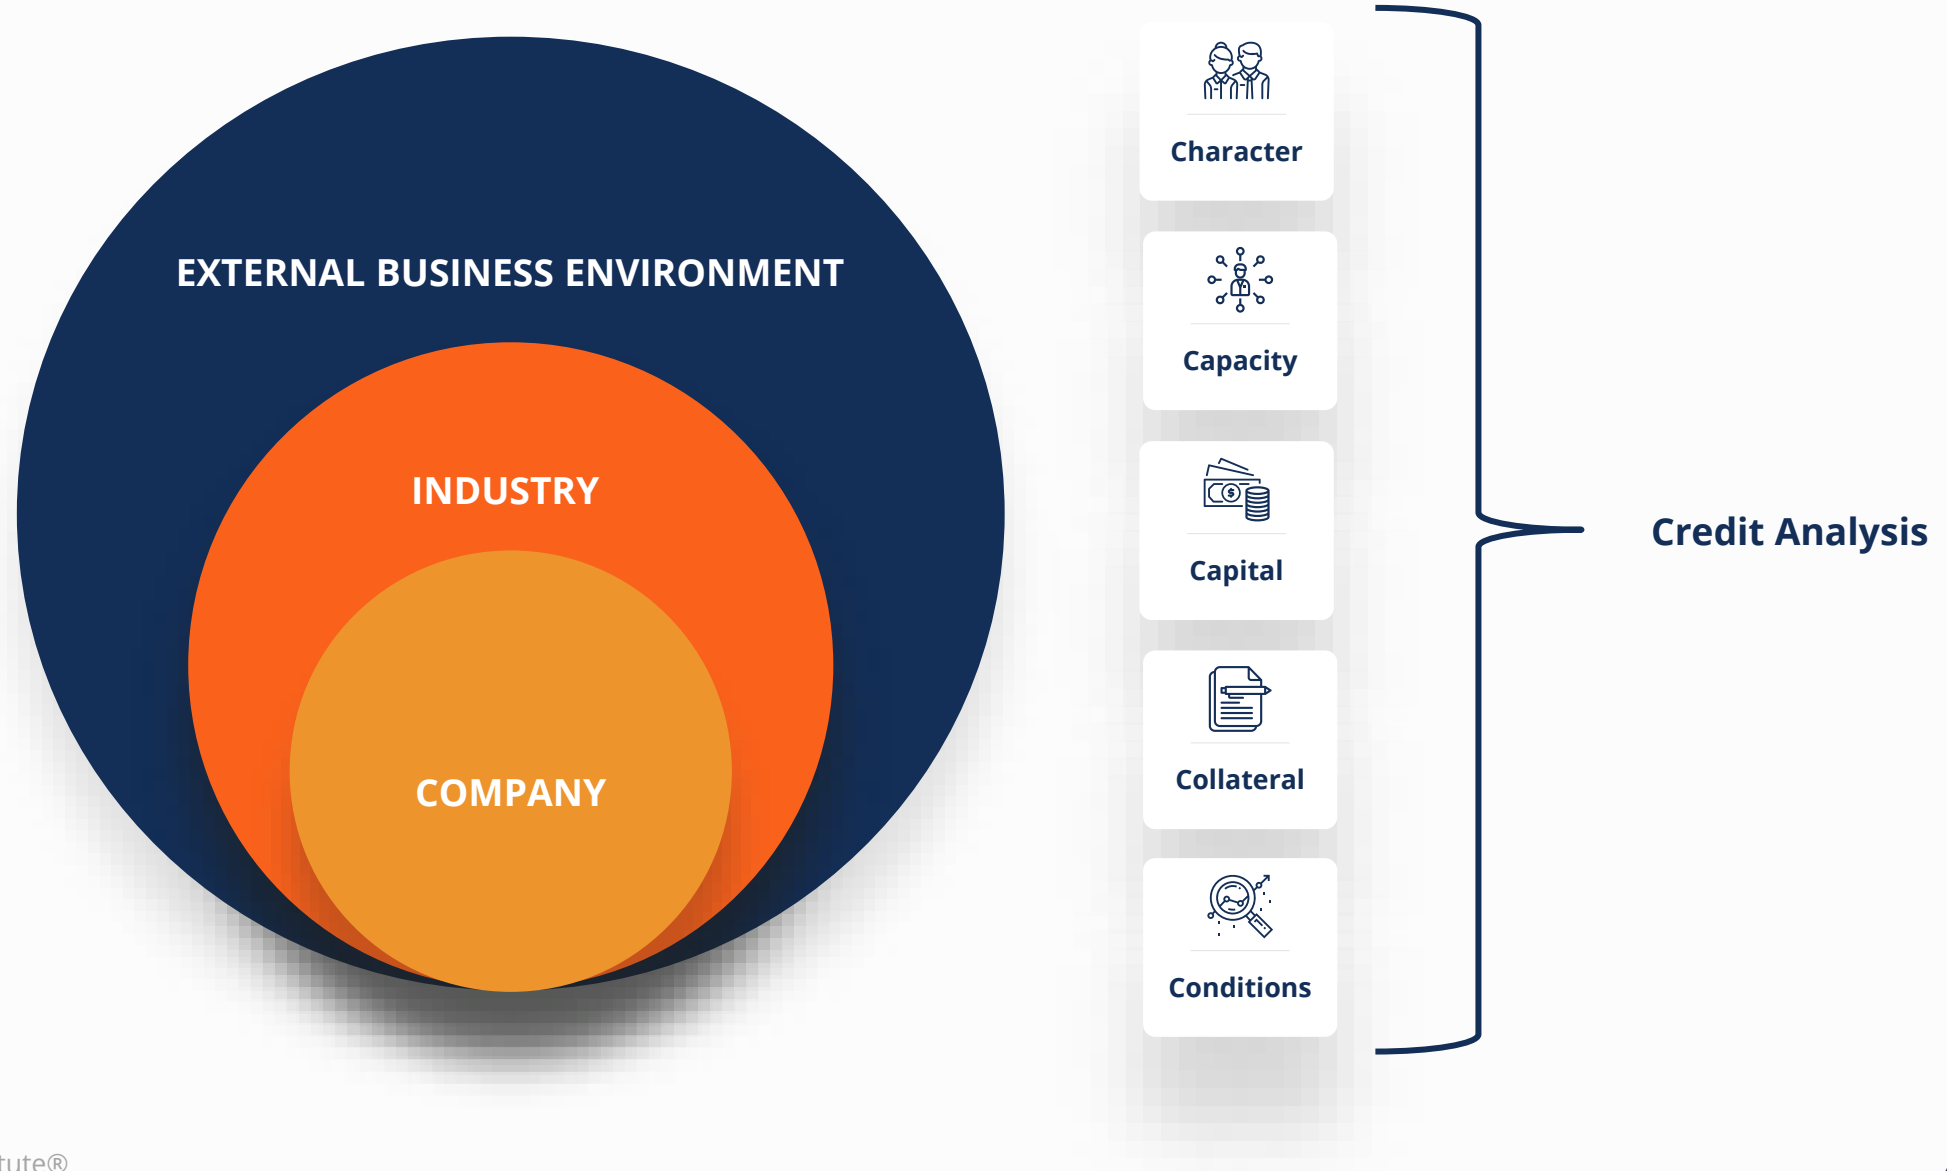 EXTERNAL BUSINESS ENVIRONMENT
INDUSTRY
COMPANY
Character
Capacity
Capital
Collateral
Conditions
Credit Analysis